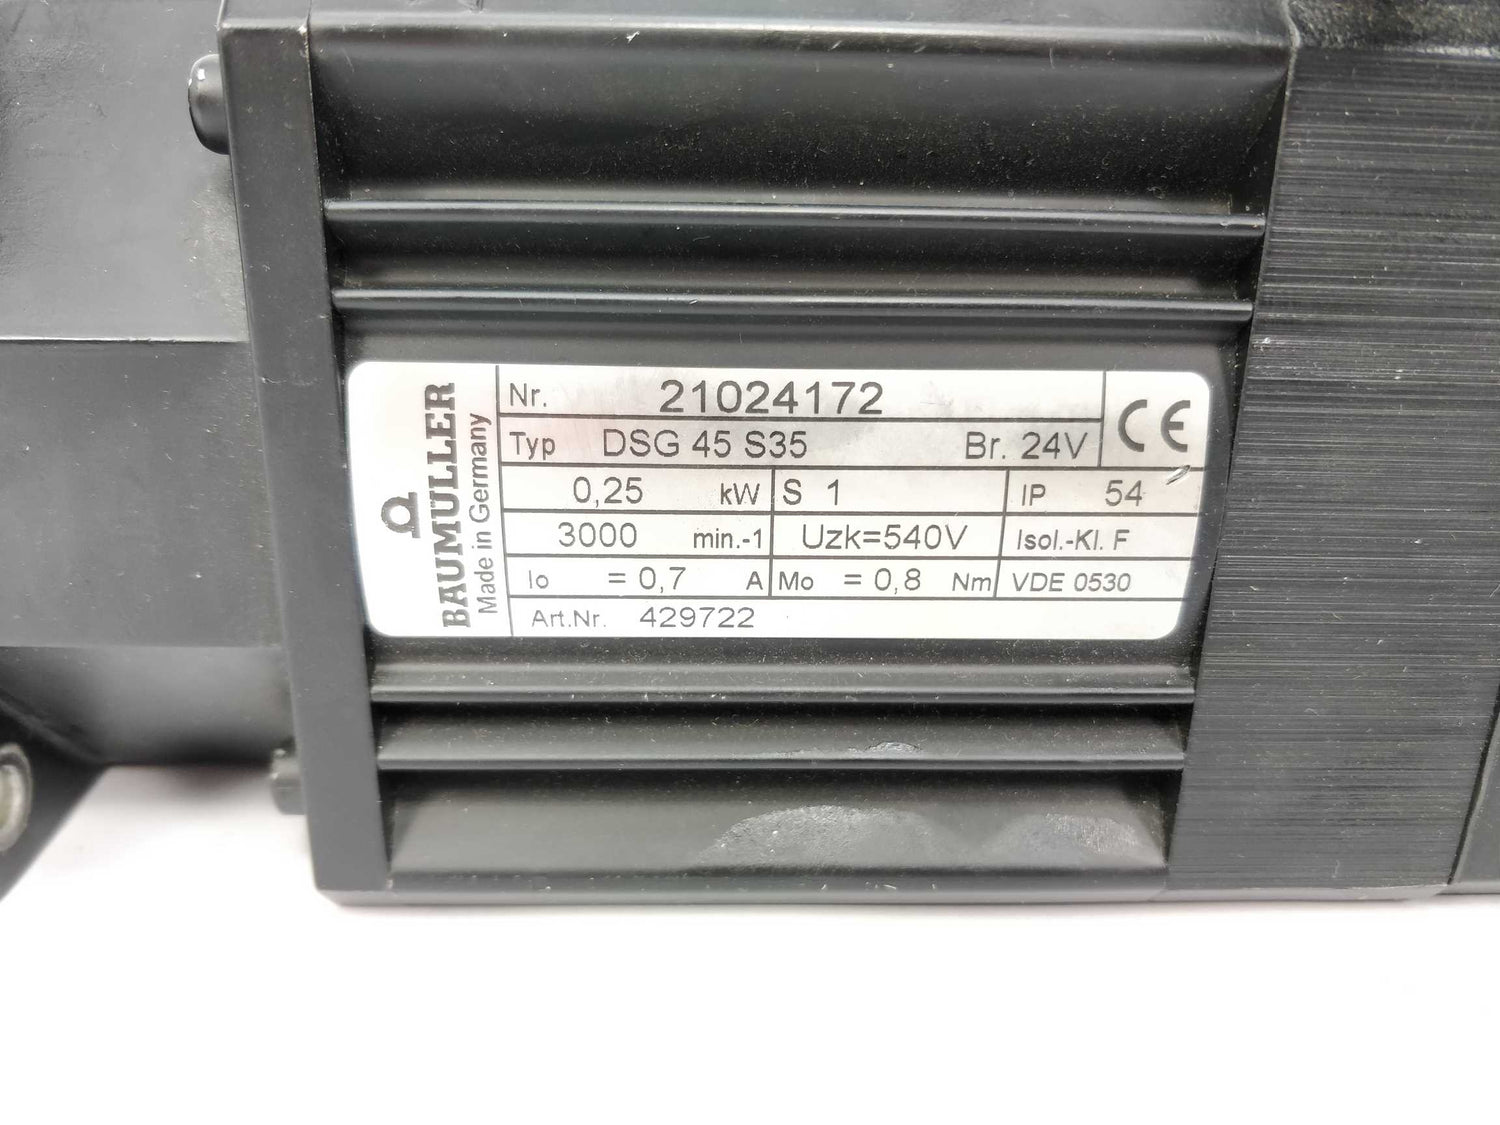 BAUMÜLLER
Made in Germany
Nr. 21024172
Typ DSG 45 S35 Br. 24V CE
0,25 kW S 1 IP 54
3000 min.-1 Uzk=540V Isol.-Kl. F
Io = 0,7 A Mo = 0,8 Nm VDE 0530
Art.Nr. 429722